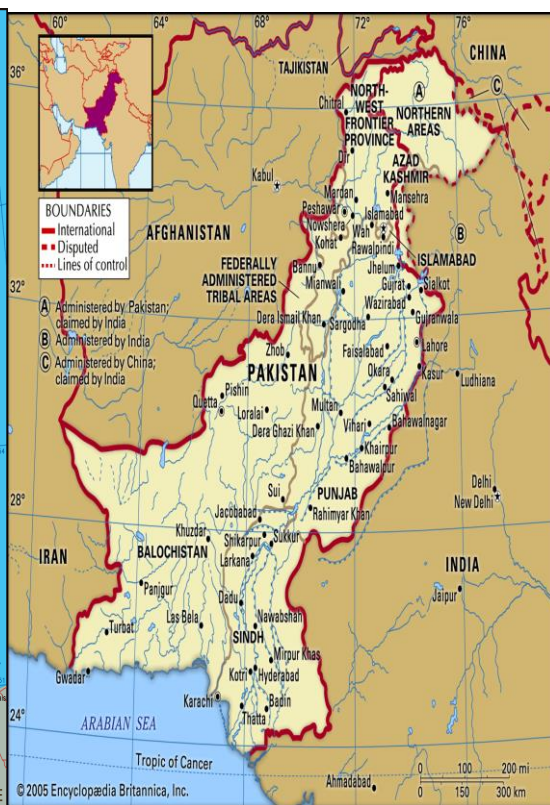 60°
68°
72°
76°
36°
CHINA
TAJIKISTAN
C
A
NORTH-
WEST
FRONTIER
PROVINCE
NORTHERN
AREAS
Chitral
Dir
AZAD
KASHMIR
Kabul
Mardan
Mansehra
Peshawar
Islamabad
Nowshera
Wah
Kohat
Rawalpindi
B
BOUNDARIES
International
Disputed
Lines of control
AFGHANISTAN
ISLAMABAD
FEDERALLY
ADMINISTERED
TRIBAL AREAS
Bannu
Jhelum
Mianwali
Gujrat
Sialkot
32°
Wazirabad
A Administered by Pakistan;
claimed by India
B Administered by India
C Administered by China;
claimed by India
Dera Ismail Khan
Sargodha
Gujranwala
Zhob
Faisalabad
Lahore
PAKISTAN
Okara
Kasur
Ludhiana
Pishin
Sahiwal
Quetta
Loralai
Multan
Dera Ghazi Khan
Vihari
Bahawalnagar
Khairpur
Bahawalpur
Sui
PUNJAB
Delhi
28°
Rahimyar Khan
New Delhi
Jacobabad
Khuzdar
Shikarpur
Sukkur
IRAN
BALOCHISTAN
Larkana
INDIA
Panjgur
Dadu
Jaipur
Las Bela
Nawabshah
Turbat
SINDH
Mirpur Khas
Gwadar
Kotri
Hyderabad
Karachi
Badin
24°
ARABIAN SEA
Thatta
Tropic of Cancer
0 100 200 mi
0 150 300 km
© 2005 Encyclopædia Britannica, Inc.
Ahmadabad